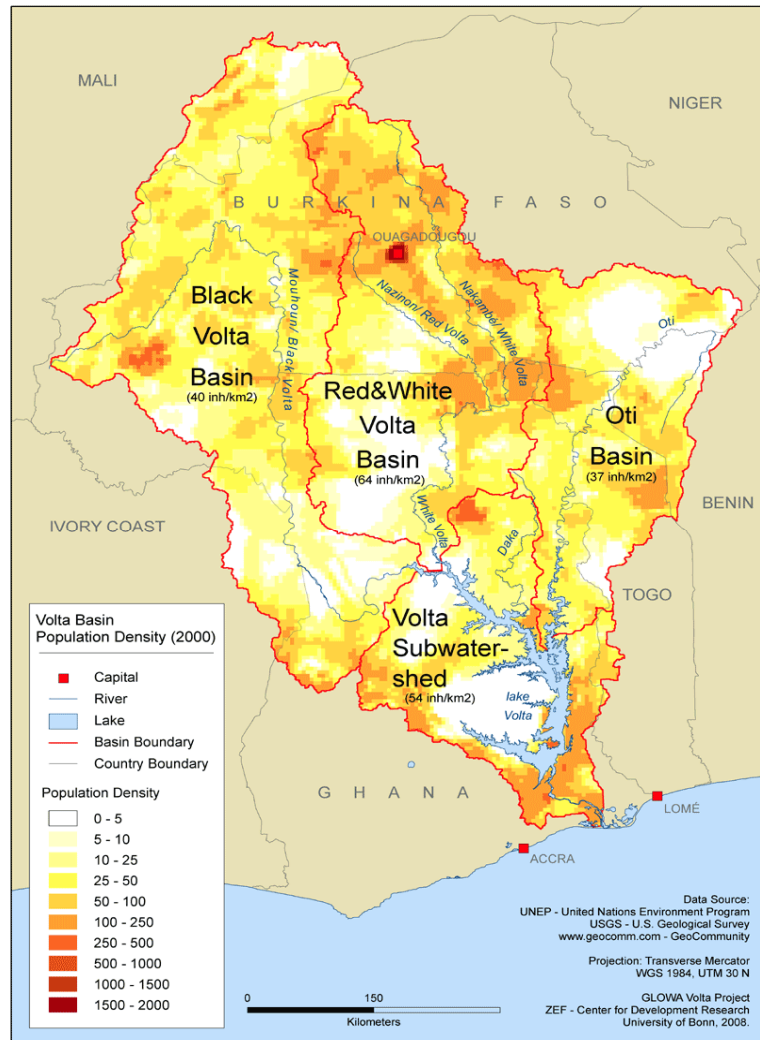 MALI
NIGER
B U R K I N A F A S O
OUAGADOUGOU
Black
Volta
Basin
(40 inh/km2)
Mouhoun/ Black Volta
Nazinon/ Red Volta
Nakambé/ White Volta
Oti
Red&White
Volta
Basin
(64 inh/km2)
Oti
Basin
(37 inh/km2)
BENIN
IVORY COAST
White Volta
Daka
TOGO
Volta
Subwater-
shed
(54 inh/km2)
lake
Volta
G H A N A
LOMÉ
ACCRA
Volta Basin
Population Density (2000)
Capital
River
Lake
Basin Boundary
Country Boundary
Population Density
0 - 5
5 - 10
10 - 25
25 - 50
50 - 100
100 - 250
250 - 500
500 - 1000
1000 - 1500
1500 - 2000
0 150
Kilometers
Data Source:
UNEP - United Nations Environment Program
USGS - U.S. Geological Survey
www.geocomm.com - GeoCommunity
Projection: Transverse Mercator
WGS 1984, UTM 30 N
GLOWA Volta Project
ZEF - Center for Development Research
University of Bonn, 2008.